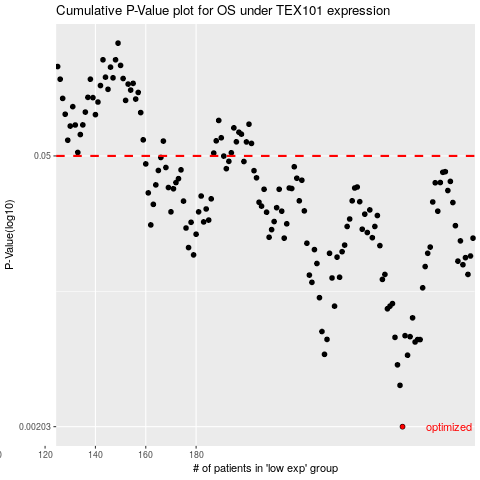 Cumulative P-Value plot for OS under TEX101 expression
P-Value(log10)
0.05
0.00203
optimized
0
120
140
160
180
# of patients in 'low exp' group